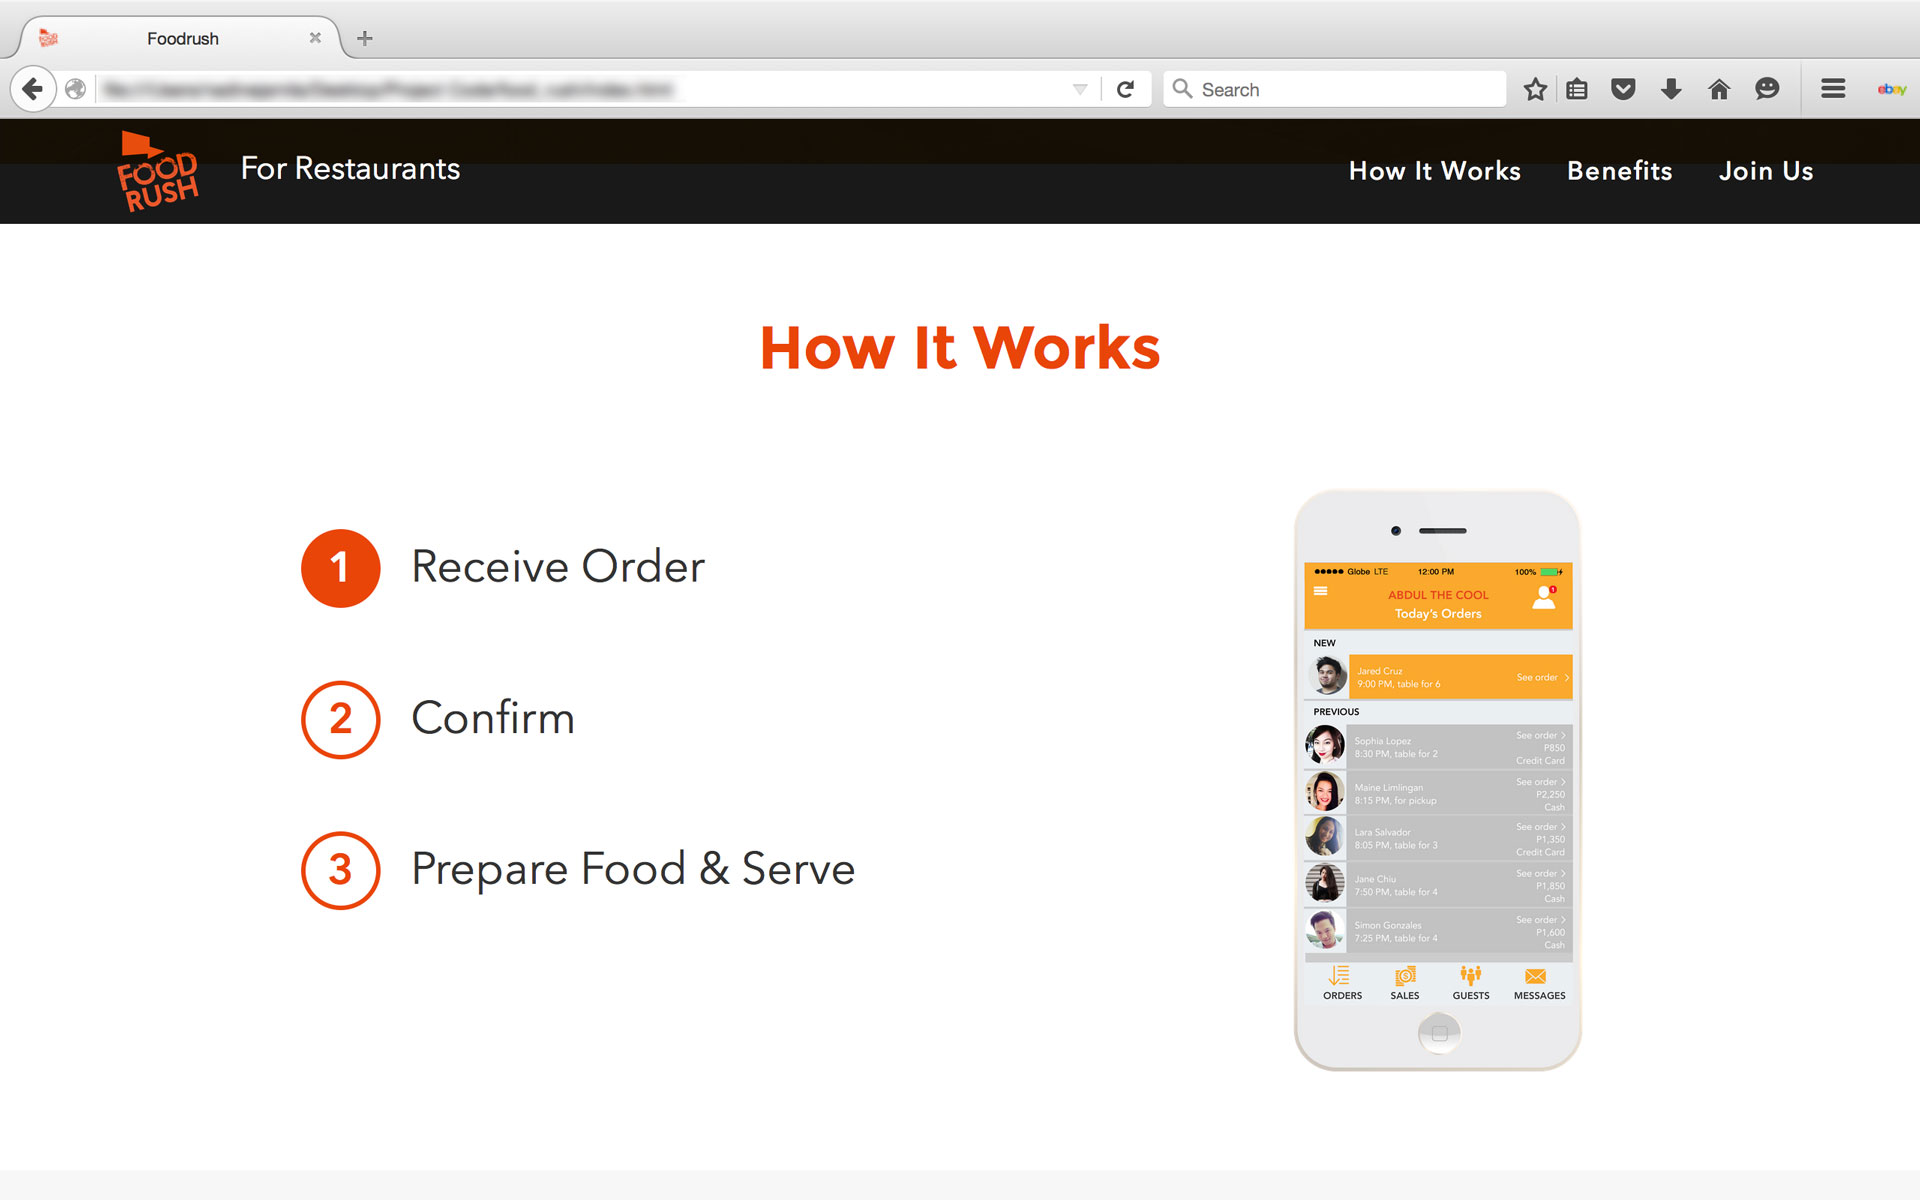 Foodrush
Search
ebay
FOOD
RUSH
For Restaurants
How It Works
Benefits
Join Us
How It Works
1
Receive Order
2
Confirm
3
Prepare Food & Serve
Globe LTE
12:00 PM
100%
ABDUL THE COOL
1
Today's Orders
NEW
Jared Cruz
9:00 PM, table for 6
See order >
PREVIOUS
Sophia Lopez
8:30 PM, table for 2
See order >
P850
Credit Card
Maine Limlingan
8:15 PM, for pickup
See order >
P2,250
Cash
Lara Salvador
8:05 PM, table for 3
See order >
P1,350
Credit Card
Jane Chiu
7:50 PM, table for 4
See order >
P1,850
Cash
Simon Gonzales
7:25 PM, table for 4
See order >
P1,600
Cash
ORDERS
SALES
GUESTS
MESSAGES